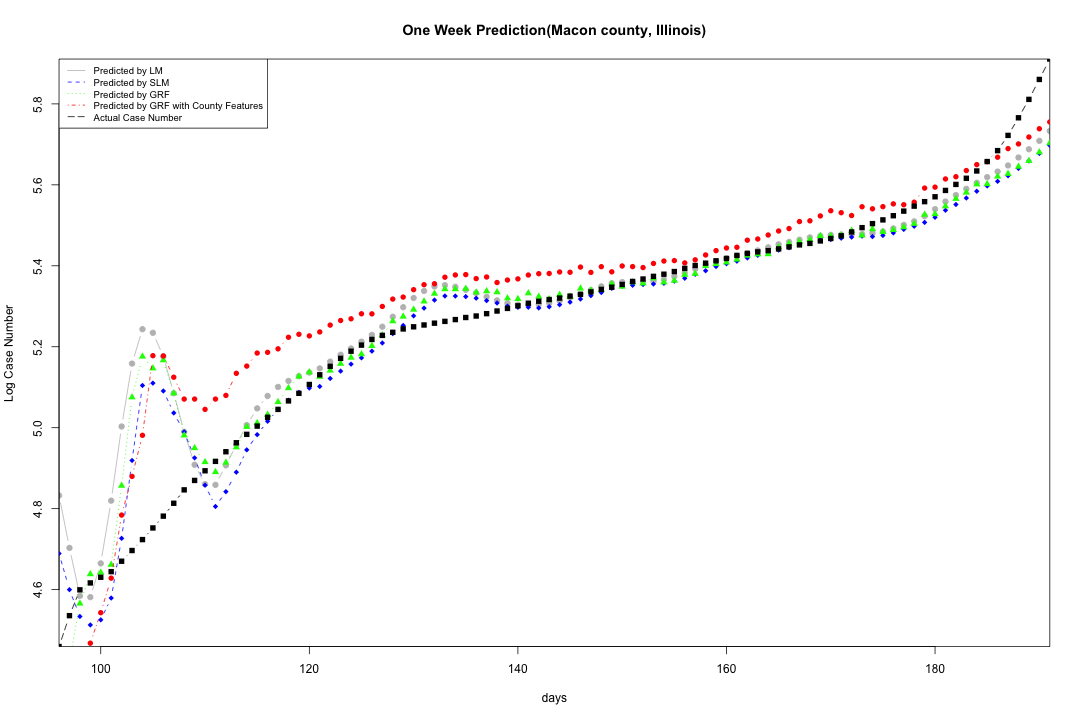 One Week Prediction(Macon county, Illinois)
Predicted by LM
Predicted by SLM
Predicted by GRF
Predicted by GRF with County Features
Actual Case Number
Log Case Number
5.8
5.6
5.4
5.2
5.0
4.8
4.6
100 120 140 160 180
days